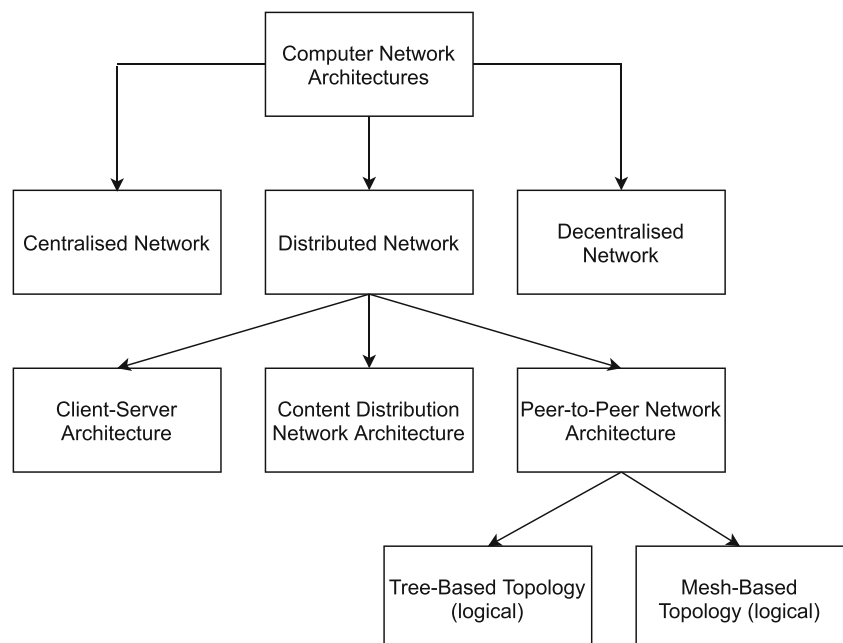 Computer Network
Architectures
Centralised Network
Distributed Network
Decentralised
Network
Client-Server
Architecture
Content Distribution
Network Architecture
Peer-to-Peer Network
Architecture
Tree-Based Topology
(logical)
Mesh-Based
Topology (logical)